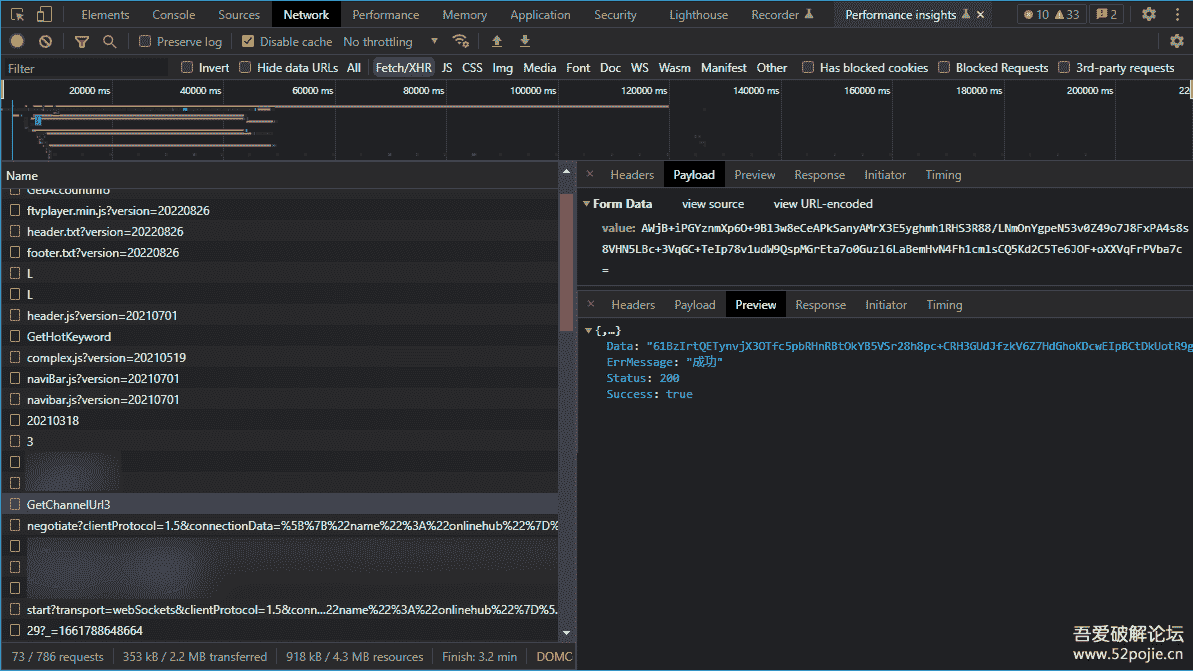 Elements Console Sources Network Performance Memory Application Security Lighthouse Recorder Performance insights × 10 33 2
Preserve log Disable cache No throttling
Filter Invert Hide data URLs All Fetch/XHR JS CSS Img Media Font Doc WS Wasm Manifest Other Has blocked cookies Blocked Requests 3rd-party requests
20000 ms 40000 ms 60000 ms 80000 ms 100000 ms 120000 ms 140000 ms 160000 ms 180000 ms 200000 ms 22
Name
GetAccountInfo
ftvplayer.min.js?version=20220826
header.txt?version=20220826
footer.txt?version=20220826
L
L
header.js?version=20210701
GetHotKeyword
complex.js?version=20210519
naviBar.js?version=20210701
navibar.js?version=20210701
20210318
3
GetChannelUrl3
negotiate?clientProtocol=1.5&connectionData=%5B%7B%22name%22%3A%22onlinehub%22%7D%
start?transport=webSockets&clientProtocol=1.5&conn...22name%22%3A%22onlinehub%22%7D%5.
29?_=1661788648664
73 / 786 requests 353 kB / 2.2 MB transferred 918 kB / 4.3 MB resources Finish: 3.2 min DOMC
× Headers Payload Preview Response Initiator Timing
Form Data view source view URL-encoded
value: AWjB+iPGYznmXp6O+9Bl3w8eCeAPkSanyAMrX3E5yghmh1RHS3R88/LNmOnYgpeN53v0Z49o7J8FxPA4s8s
8VHN5LBc+3VqGC+TeIp78v1udW9QspMGrEta7o0Guzl6LaBemHvN4Fh1cmlsCQ5Kd2C5Te6JOF+oXXVqFrPVba7c
=
× Headers Payload Preview Response Initiator Timing
{,…}
Data: "61BzIrtQETynvjX3OTfc5pbRHnRBtOkYB5VSr28h8pc+CRH3GUdJfzkV6Z7HdGhoKDcwEIpBCtDkUotR9g
ErrMessage: "成功"
Status: 200
Success: true
吾爱破解论坛
www.52pojie.cn